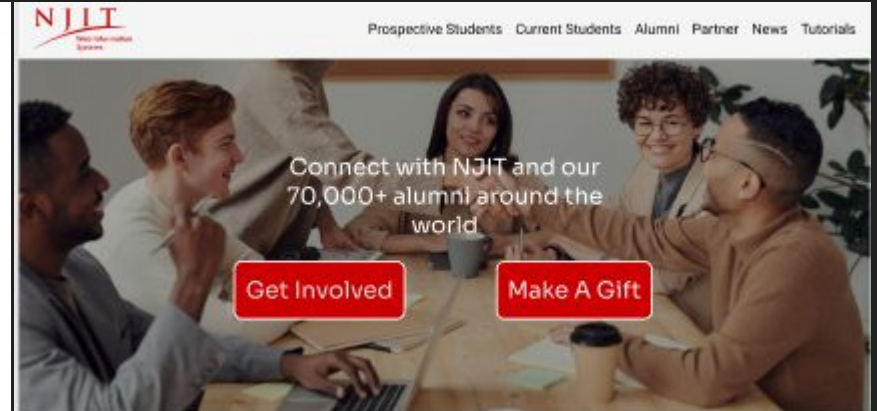 NJIT
Prospective Students Current Students Alumni Partner News Tutorials
Connect with NJIT and our
70,000+ alumni around the
world
Get Involved Make A Gift